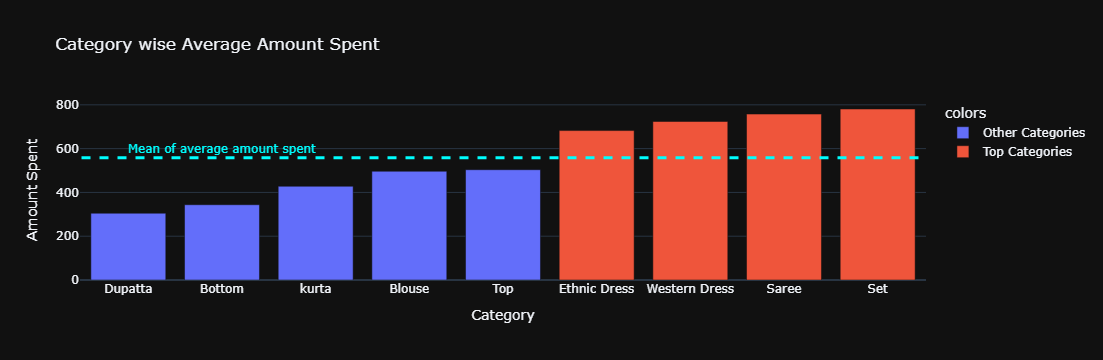 Category wise Average Amount Spent
800
600
400
200
0
Amount Spent
Mean of average amount spent
Dupatta
Bottom
kurta
Blouse
Top
Ethnic Dress
Western Dress
Saree
Set
Category
colors
Other Categories
Top Categories